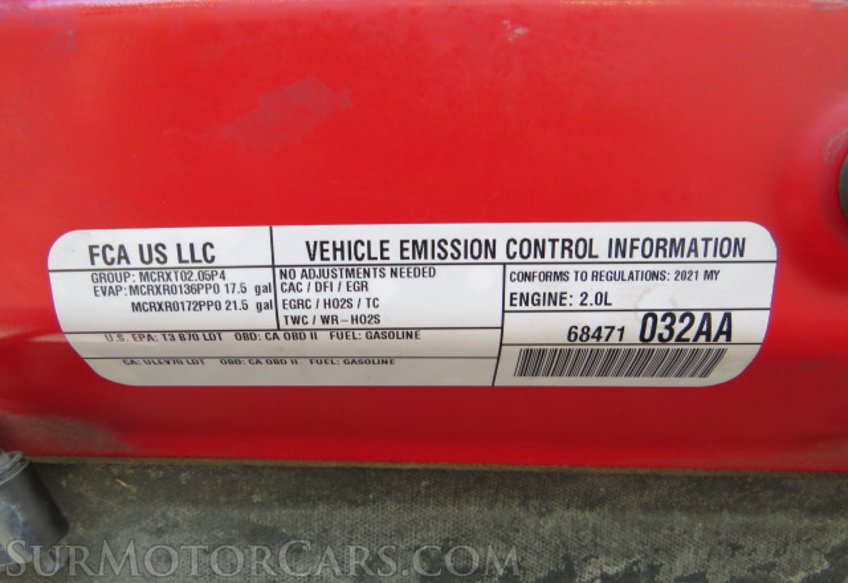 FCA US LLC
VEHICLE EMISSION CONTROL INFORMATION
GROUP: MCRXT02.05P4
EVAP: MCRXR0136PP0 17.5 gal
MCRXR0172PP0 21.5 gal
NO ADJUSTMENTS NEEDED
CAC / DFI / EGR
EGRC / HO2S / TC
TWC / WR-HO2S
CONFORMS TO REGULATIONS: 2021 MY
ENGINE: 2.0L
U.S. EPA: T3 B70 LDT OBD: CA OBD II FUEL: GASOLINE
CA: ULEV70 LDT OBD: CA OBD II FUEL: GASOLINE
68471 032AA
SurMotorCars.com